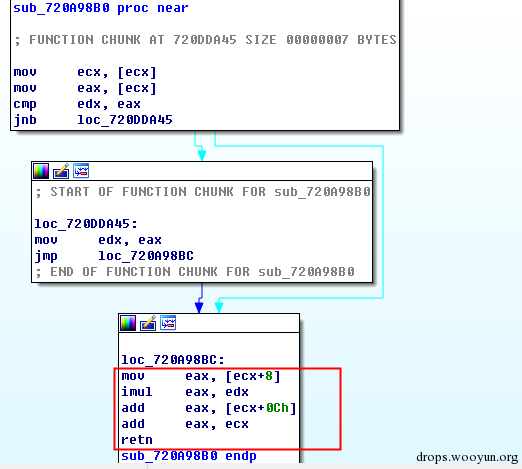 sub_720A98B0 proc near
; FUNCTION CHUNK AT 720DDA45 SIZE 00000007 BYTES
mov ecx, [ecx]
mov eax, [ecx]
cmp edx, eax
jnb loc_720DDA45
; START OF FUNCTION CHUNK FOR sub_720A98B0
loc_720DDA45:
mov edx, eax
jmp loc_720A98BC
; END OF FUNCTION CHUNK FOR sub_720A98B0
loc_720A98BC:
mov eax, [ecx+8]
imul eax, edx
add eax, [ecx+0Ch]
add eax, ecx
retn
sub_720A98B0 endp
drops.wooyun.org